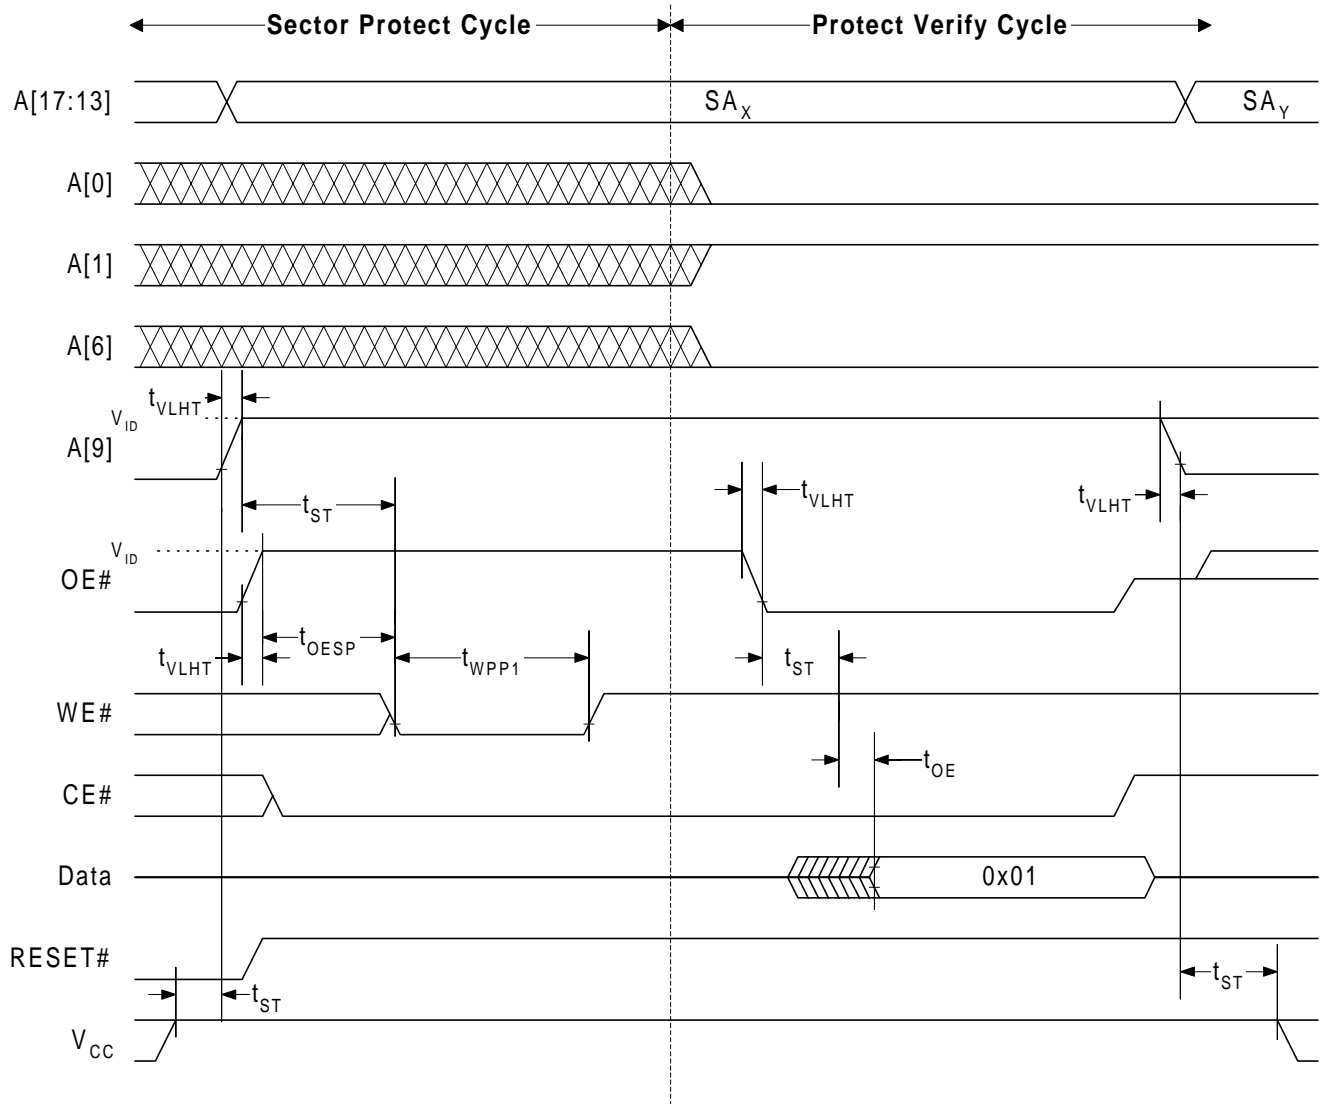 Sector Protect Cycle Protect Verify Cycle
A[17:13] SAX SAY
A[0]
A[1]
A[6]
tVLHT
VID
A[9]
tST tVLHT tVLHT
VID
OE#
tVLHT tOESP tWPP1 tST
WE#
tOE
CE#
Data 0x01
RESET#
tST tST
VCC